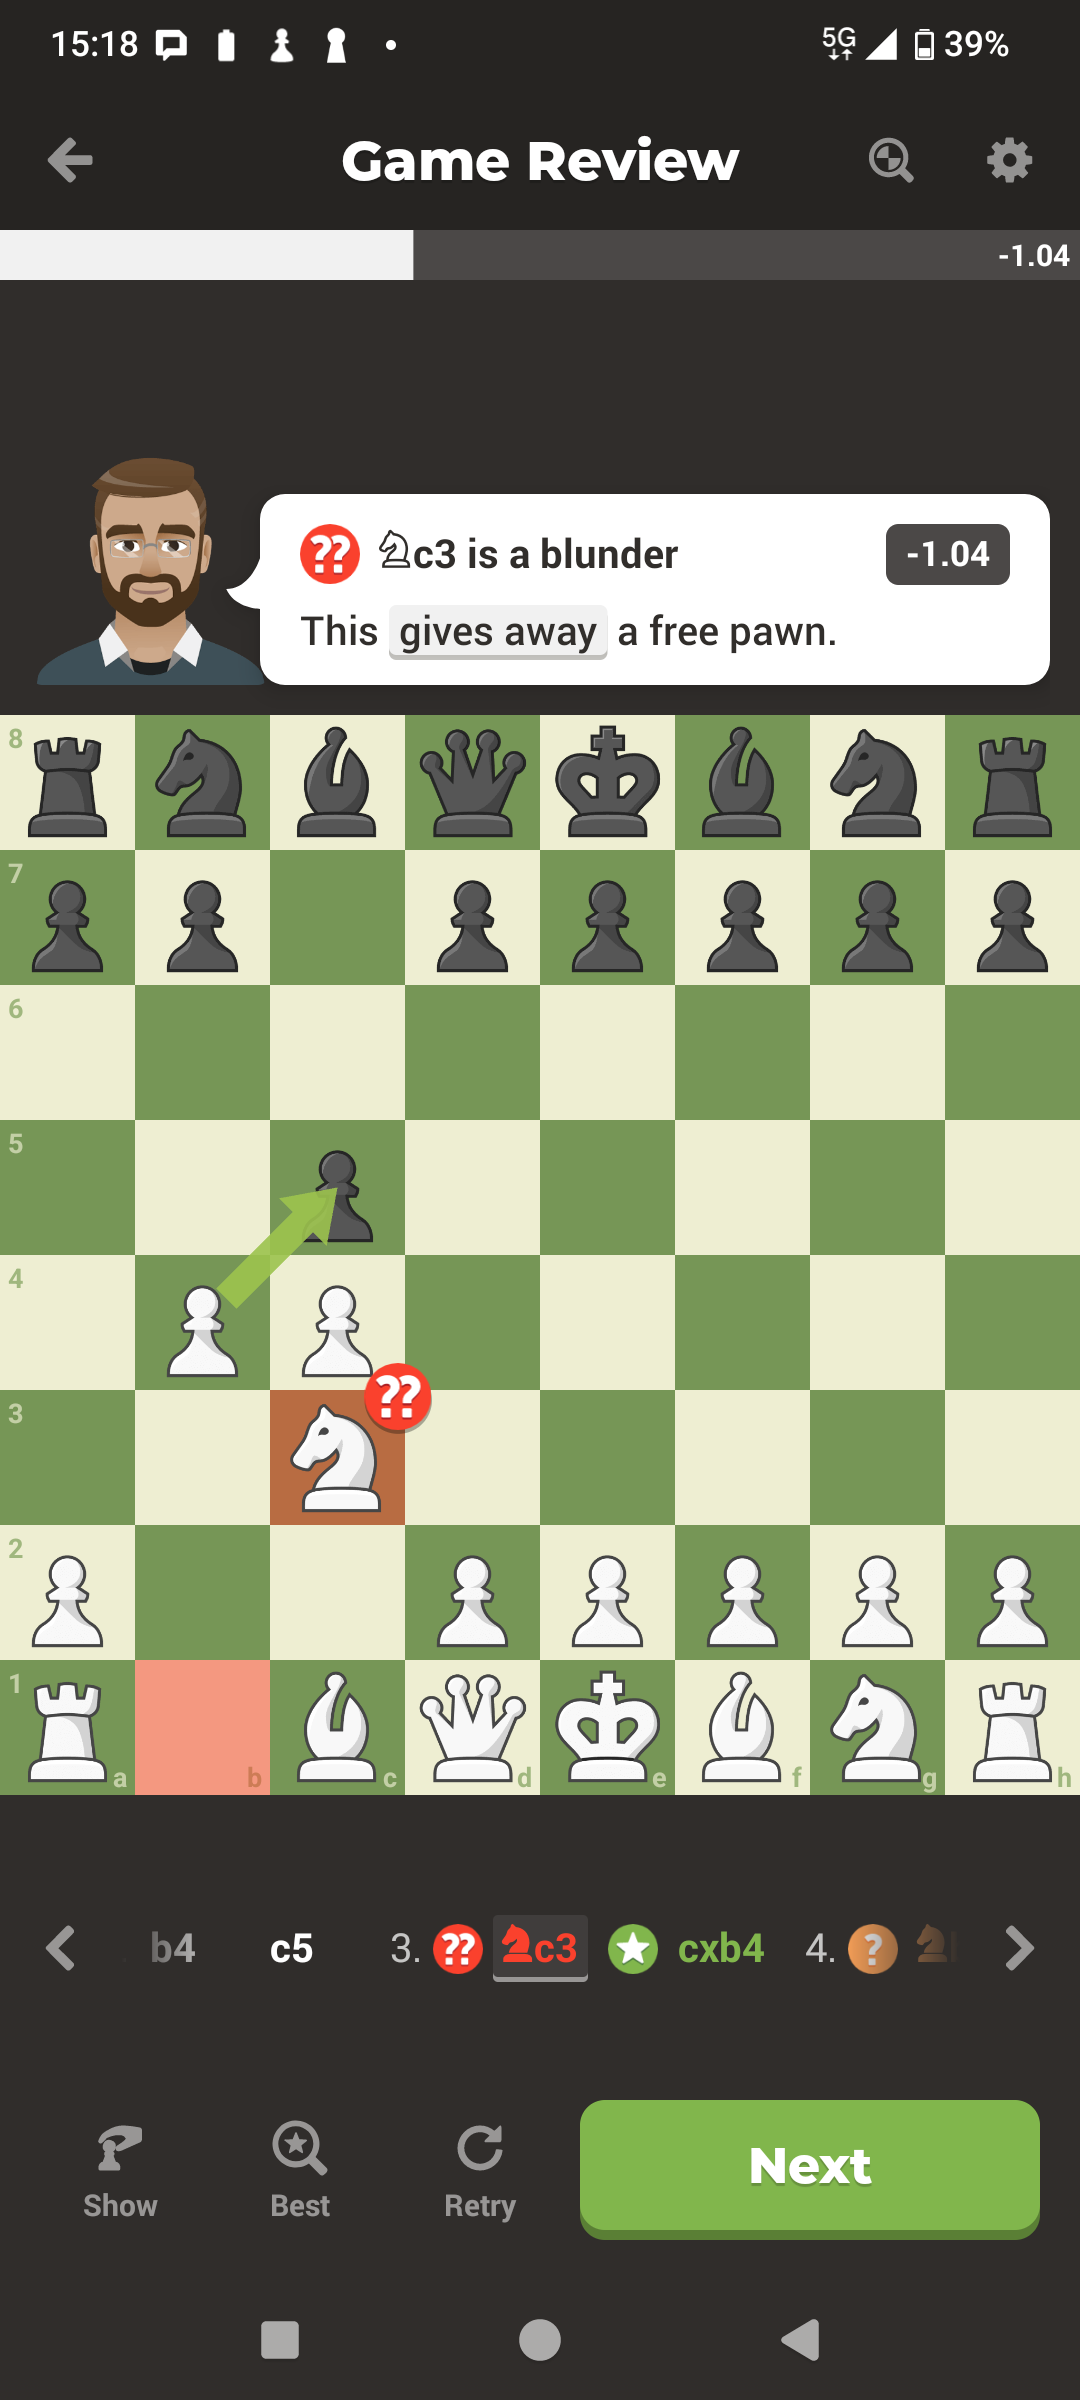 15:18
5G
39%
Game Review
-1.04
?? c3 is a blunder
-1.04
This gives away a free pawn.
8
7
6
5
4
??
3
2
1
a b c d e f g h
b4 c5 3. ?? c3 cxb4 4. ?
Show Best Retry
Next